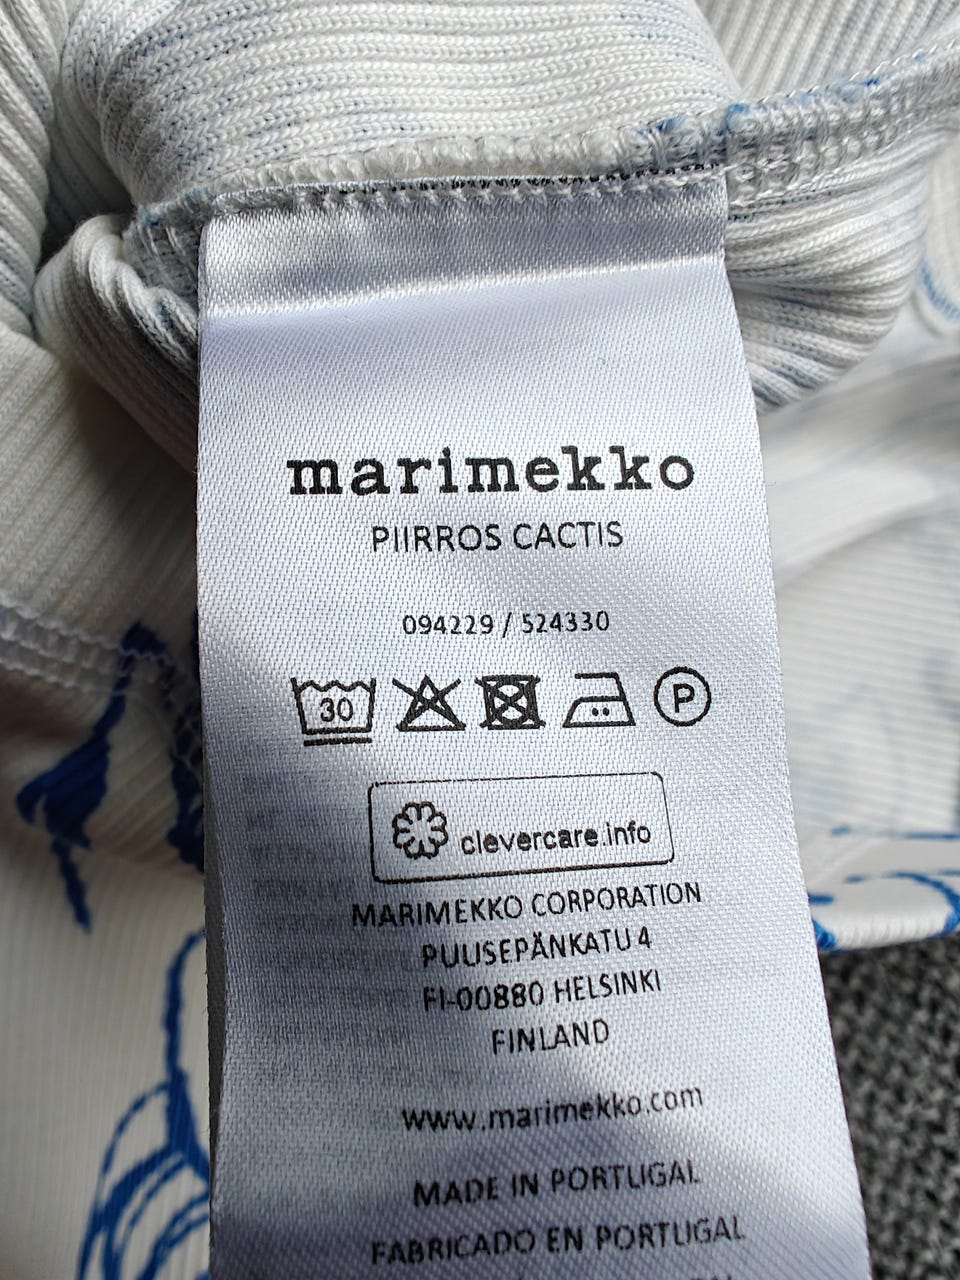 marimekko
PIIRROS CACTIS
094229 / 524330
30 P
clevercare.info
MARIMEKKO CORPORATION
PUUSEPÄNKATU 4
FI-00880 HELSINKI
FINLAND
www.marimekko.com
MADE IN PORTUGAL
FABRICADO EN PORTUGAL